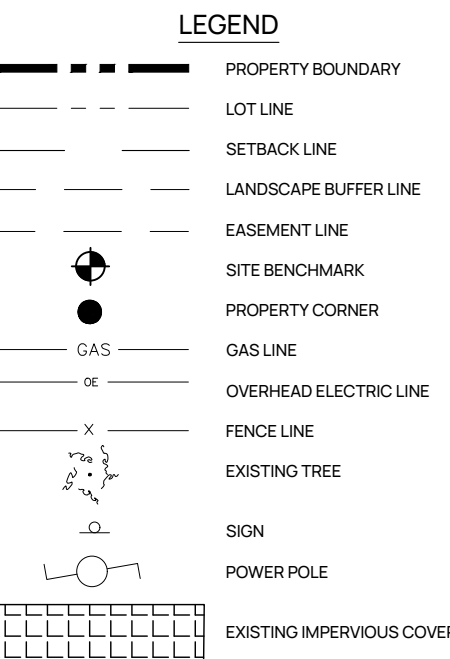 LEGEND
PROPERTY BOUNDARY
LOT LINE
SETBACK LINE
LANDSCAPE BUFFER LINE
EASEMENT LINE
SITE BENCHMARK
PROPERTY CORNER
GAS GAS LINE
OE OVERHEAD ELECTRIC LINE
X FENCE LINE
EXISTING TREE
SIGN
POWER POLE
EXISTING IMPERVIOUS COVER